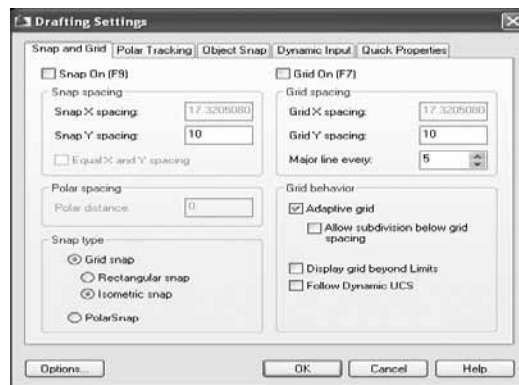 Drafting Settings
Snap and Grid Polar Tracking Object Snap Dynamic Input Quick Properties
Snap On (F9)
Snap spacing
Snap X spacing: 17.3205080
Snap Y spacing: 10
Equal X and Y spacing
Polar spacing
Polar distance: 0
Snap type
Grid snap
Rectangular snap
Isometric snap
PolarSnap
Grid On (F7)
Grid spacing
Grid X spacing: 17.3205080
Grid Y spacing: 10
Major line every: 5
Grid behavior
Adaptive grid
Allow subdivision below grid
spacing
Display grid beyond Limits
Follow Dynamic UCS
Options... OK Cancel Help